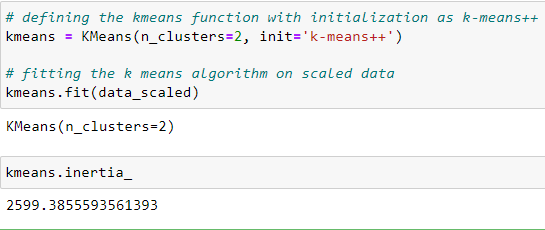 # defining the kmeans function with initialization as k-means++
kmeans = KMeans(n_clusters=2, init='k-means++')
# fitting the k means algorithm on scaled data
kmeans.fit(data_scaled)
KMeans(n_clusters=2)
kmeans.inertia_
2599.3855593561393